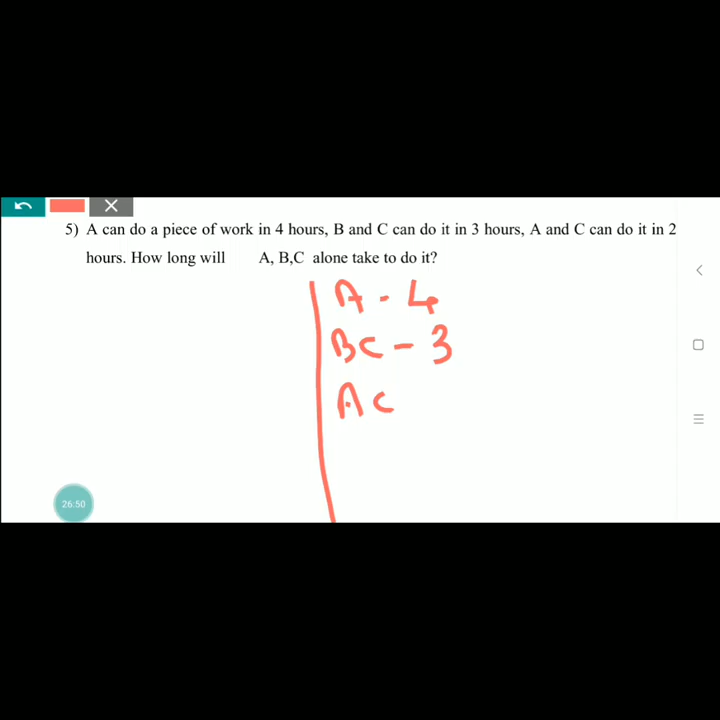 5) A can do a piece of work in 4 hours, B and C can do it in 3 hours, A and C can do it in 2
hours. How long will A, B,C alone take to do it?
A - 4
BC - 3
AC
26:50